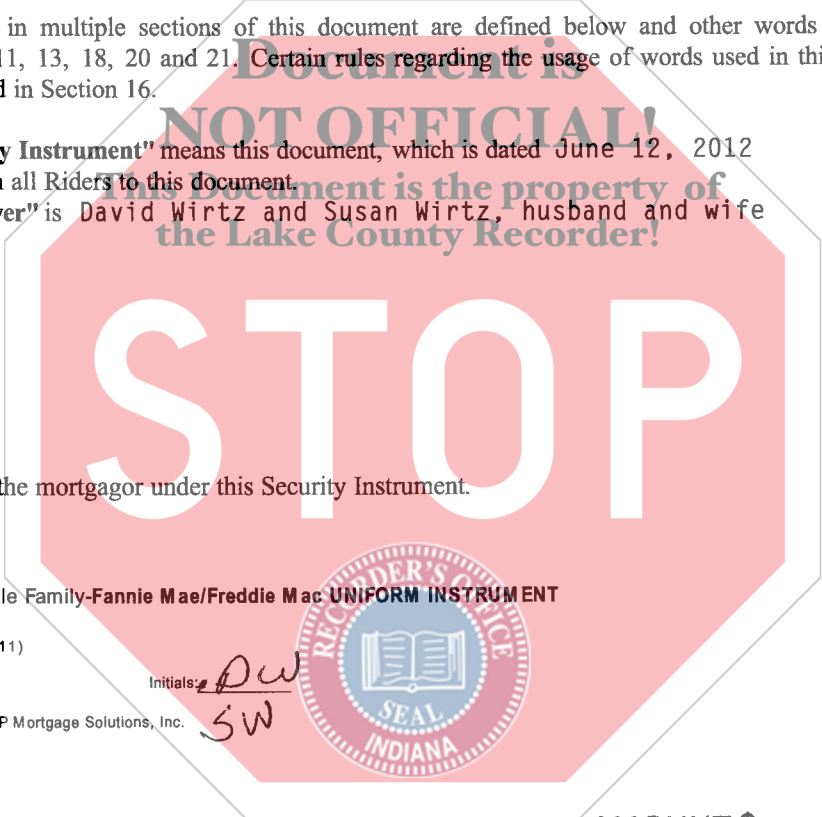 in multiple sections of this document are defined below and other words
11, 13, 18, 20 and 21. Certain rules regarding the usage of words used in thi
d in Section 16.
Document is
NOT OFFICIAL!
This Document is the property of
the Lake County Recorder!
y Instrument" means this document, which is dated June 12, 2012
all Riders to this document.
er" is David Wirtz and Susan Wirtz, husband and wife
STOP
the mortgagor under this Security Instrument.
le Family-Fannie Mae/Freddie Mac UNIFORM INSTRUMENT
11)
Initials: DW
SW
P Mortgage Solutions, Inc.
RECORDER'S OFFICE
SEAL
INDIANA